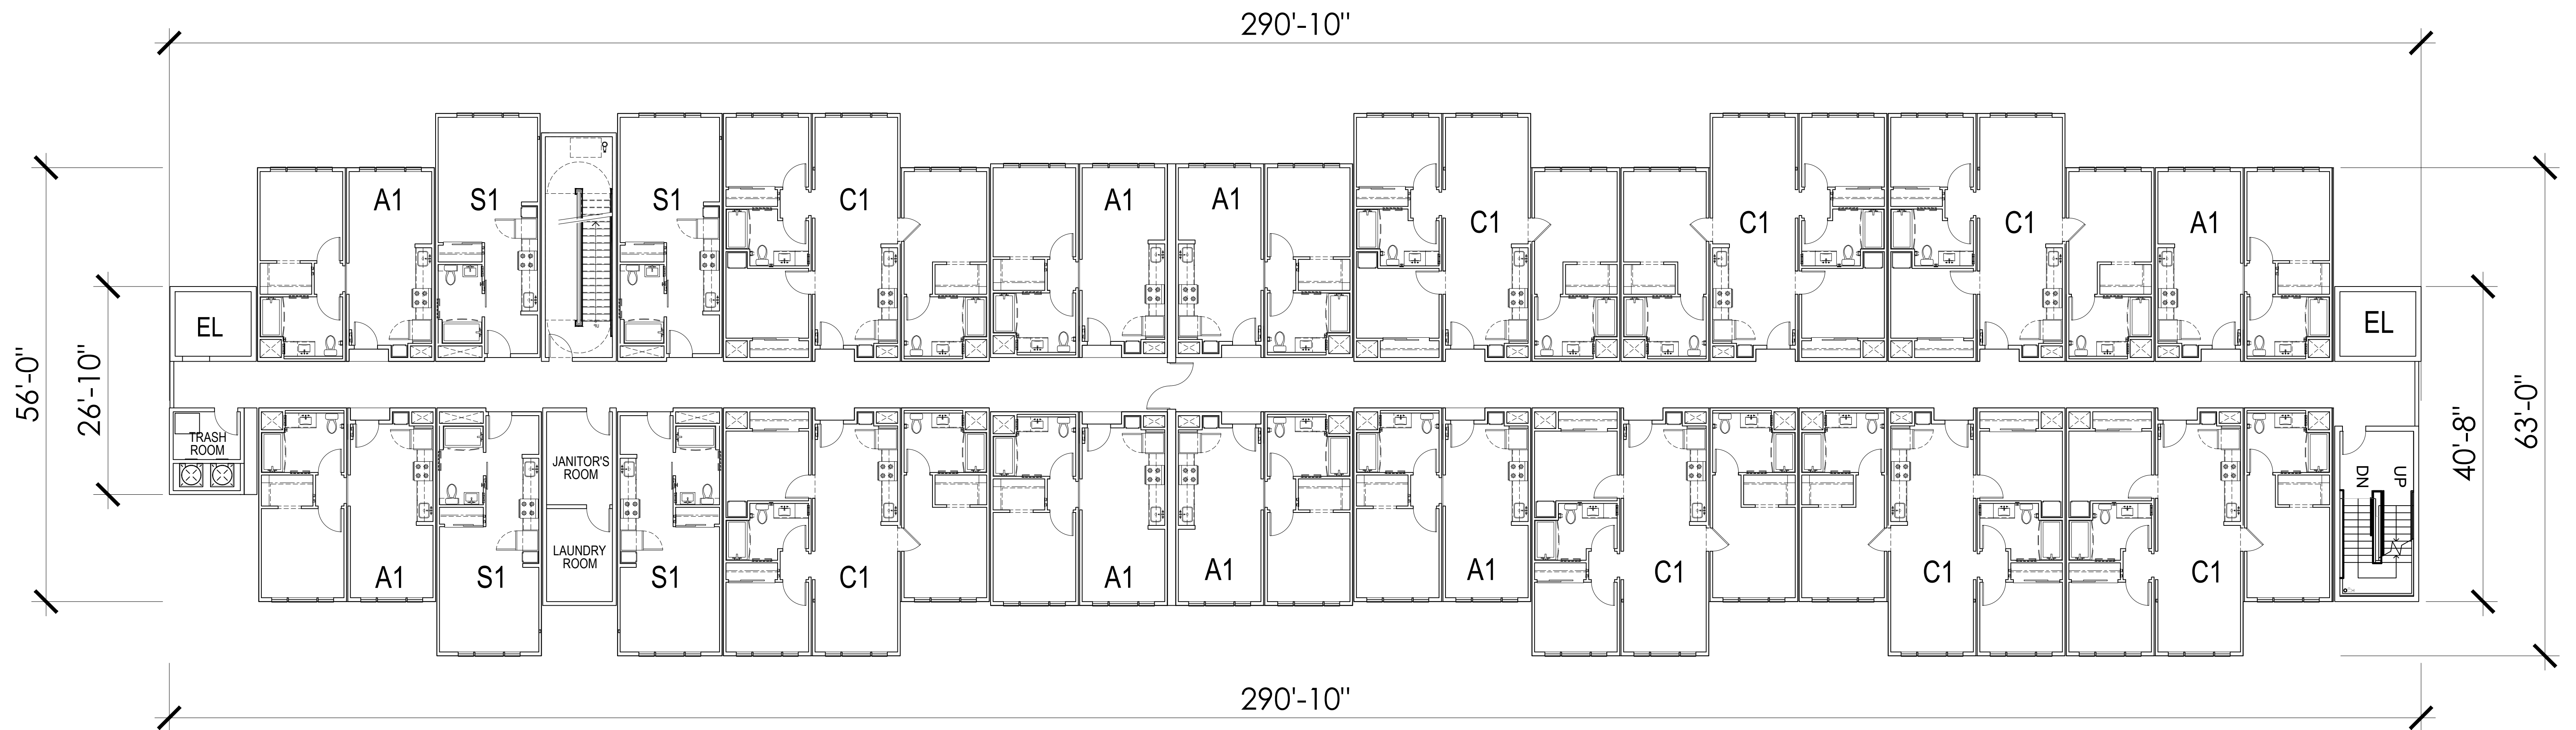 290'-10"
A1
S1
S1
C1
A1
A1
C1
C1
C1
A1
EL
EL
56'-0"
26'-10"
40'-8"
63'-0"
TRASH
ROOM
JANITOR'S
ROOM
LAUNDRY
ROOM
DN
UP
A1
S1
S1
C1
A1
A1
A1
C1
C1
C1
290'-10"